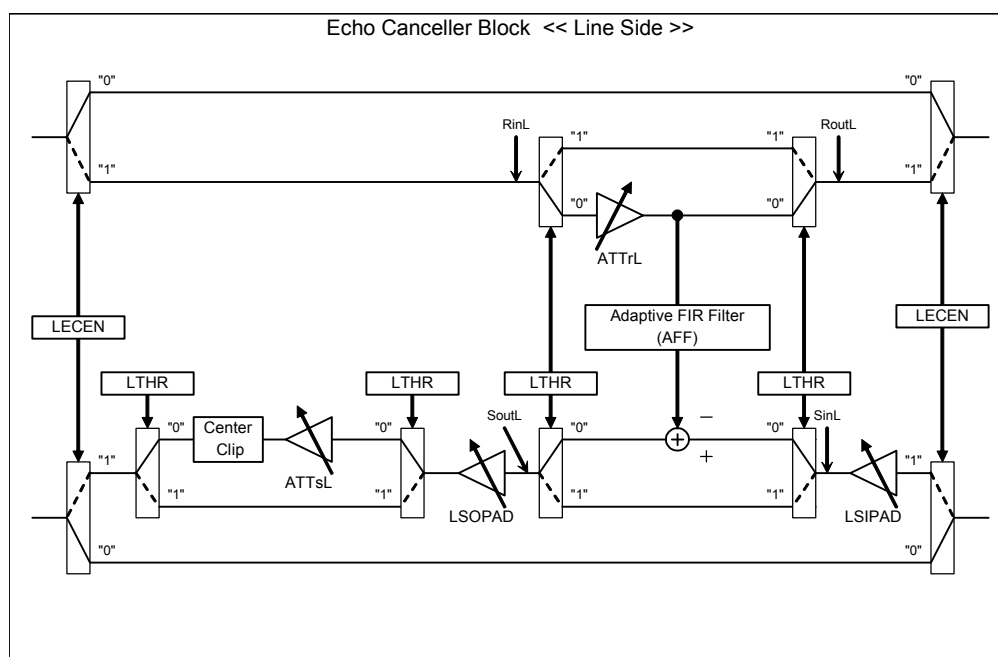 Echo Canceller Block << Line Side >>
"0" "0"
RinL RoutL
"1" "1"
"1" "1"
"0" "0"
ATTrL
LECEN Adaptive FIR Filter LECEN
(AFF)
LTHR LTHR LTHR LTHR
SoutL SinL
"0" Center "0" "0" − "0"
Clip
+ +
"1" "1"
ATTsL
"1" "1" "1" "1"
LSOPAD LSIPAD
"0" "0"